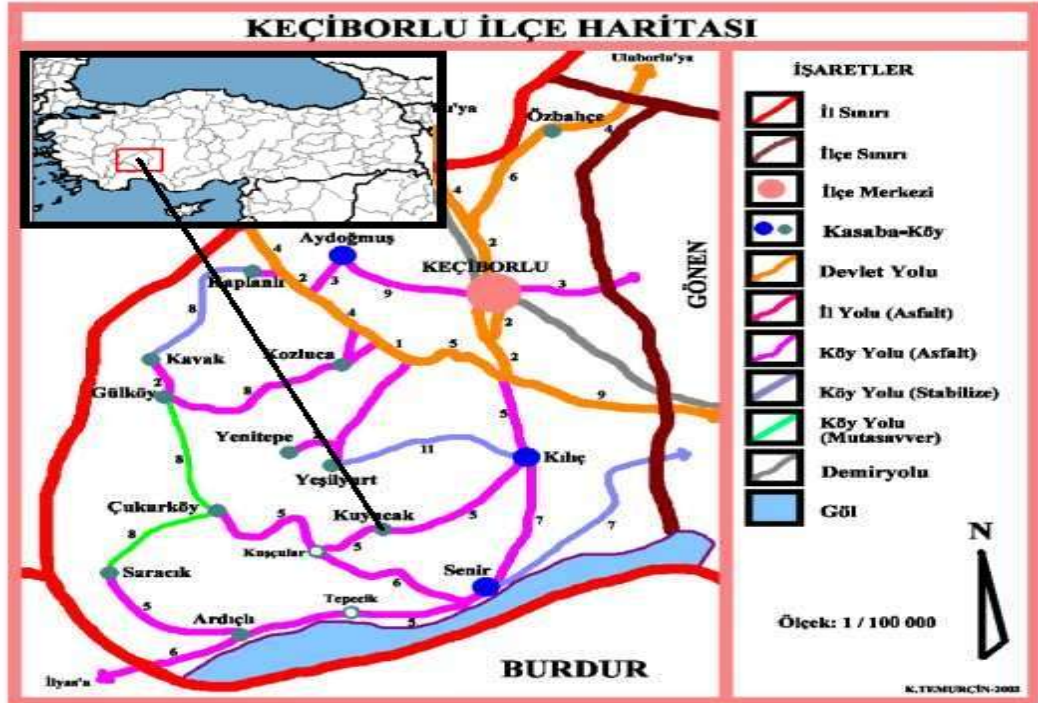 KEÇİBORLU İLÇE HARİTASI
Uluborlu'ya
Özbahçe
4
6
4
2
Aydoğmuş
KEÇİBORLU
3
GÖNEN
4
Kaplanlı
2
3
9
8
4
2
2
Kavak
Kozluca
1
5
2
Gülköy
8
9
5
Yenitepe
11
Kılıç
Yeşilyurt
8
Çukurköy
5
Kuyucak
5
7
7
Kuşçular
5
8
Saracık
6
Senir
Tepecik
5
Ardıçlı
5
6
İlyas'a
BURDUR
İŞARETLER
İl Sınırı
İlçe Sınırı
İlçe Merkezi
Kasaba-Köy
Devlet Yolu
İl Yolu (Asfalt)
Köy Yolu (Asfalt)
Köy Yolu (Stabilize)
Köy Yolu
(Mutasavver)
Demiryolu
Göl
N
Ölçek: 1 / 100 000
K.TEMURÇİN-2003